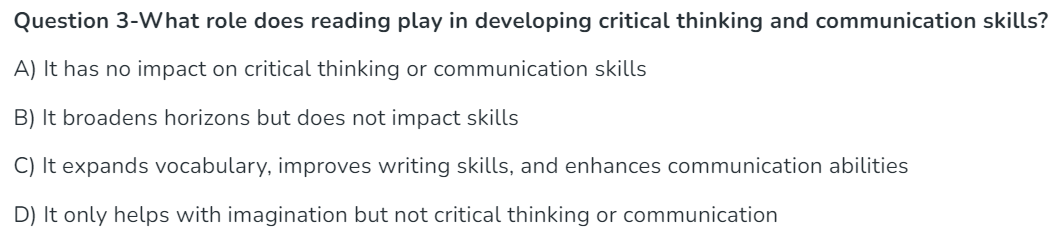 Question 3-What role does reading play in developing critical thinking and communication skills?
A) It has no impact on critical thinking or communication skills
B) It broadens horizons but does not impact skills
C) It expands vocabulary, improves writing skills, and enhances communication abilities
D) It only helps with imagination but not critical thinking or communication